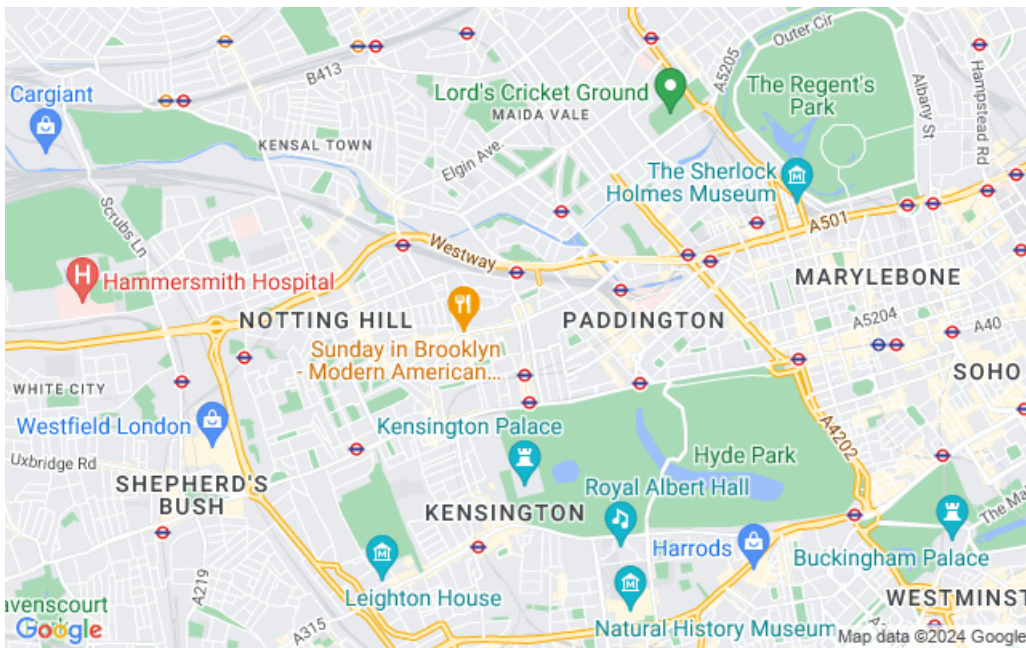 Outer Cir
B413
A5205
Cargiant
Lord's Cricket Ground
The Regent's
Park
Albany St
Hampstead Rd
MAIDA VALE
KENSAL TOWN
Elgin Ave.
The Sherlock
Holmes Museum
Scrubs Ln
A501
Westway
Hammersmith Hospital
MARYLEBONE
NOTTING HILL
PADDINGTON
A5204
A40
Sunday in Brooklyn
- Modern American...
SOHO
WHITE CITY
Westfield London
Kensington Palace
A4202
Uxbridge Rd
Hyde Park
SHEPHERD'S
BUSH
Royal Albert Hall
KENSINGTON
The Ma
Harrods
Buckingham Palace
A219
Leighton House
WESTMINST
avenscourt
Google
A315
Natural History Museum
Map data ©2024 Google